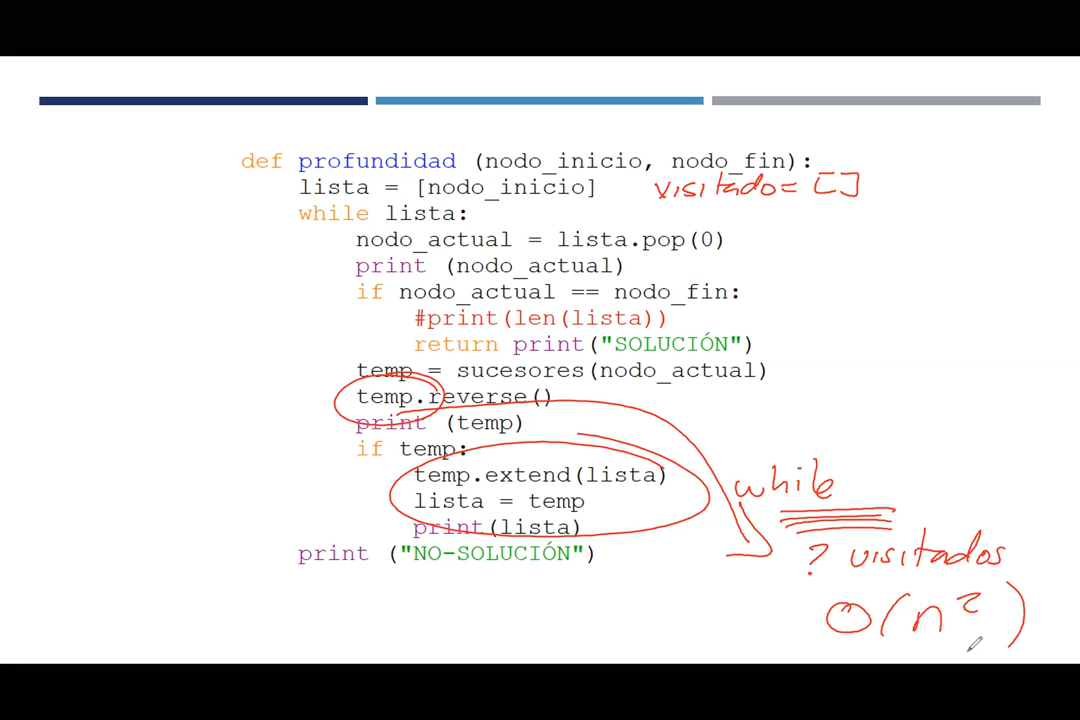 def profundidad (nodo_inicio, nodo_fin):
lista = [nodo_inicio] visitado= []
while lista:
nodo_actual = lista.pop(0)
print (nodo_actual)
if nodo_actual == nodo_fin:
#print(len(lista))
return print("SOLUCIÓN")
temp = sucesores(nodo_actual)
temp.reverse()
print (temp)
if temp:
temp.extend(lista)
lista = temp
print(lista)
print ("NO-SOLUCIÓN")
while
? visitados
O(n²)